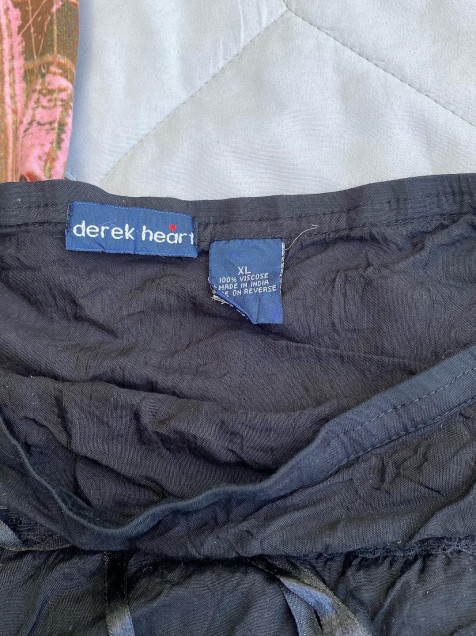 derek heart
XL
100% VISCOSE
MADE IN INDIA
ON REVERSE